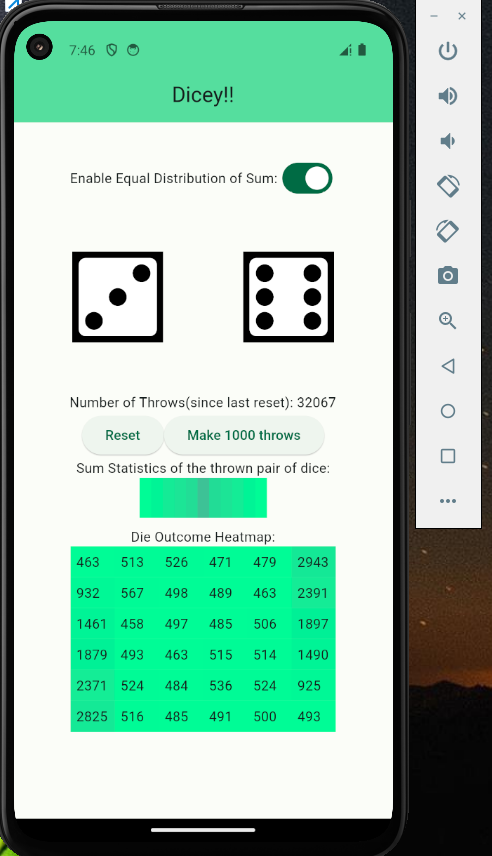 7:46
Dicey!!
Enable Equal Distribution of Sum:
Number of Throws(since last reset): 32067
Reset Make 1000 throws
Sum Statistics of the thrown pair of dice:
Die Outcome Heatmap:
463 513 526 471 479 2943
932 567 498 489 463 2391
1461 458 497 485 506 1897
1879 493 463 515 514 1490
2371 524 484 536 524 925
2825 516 485 491 500 493